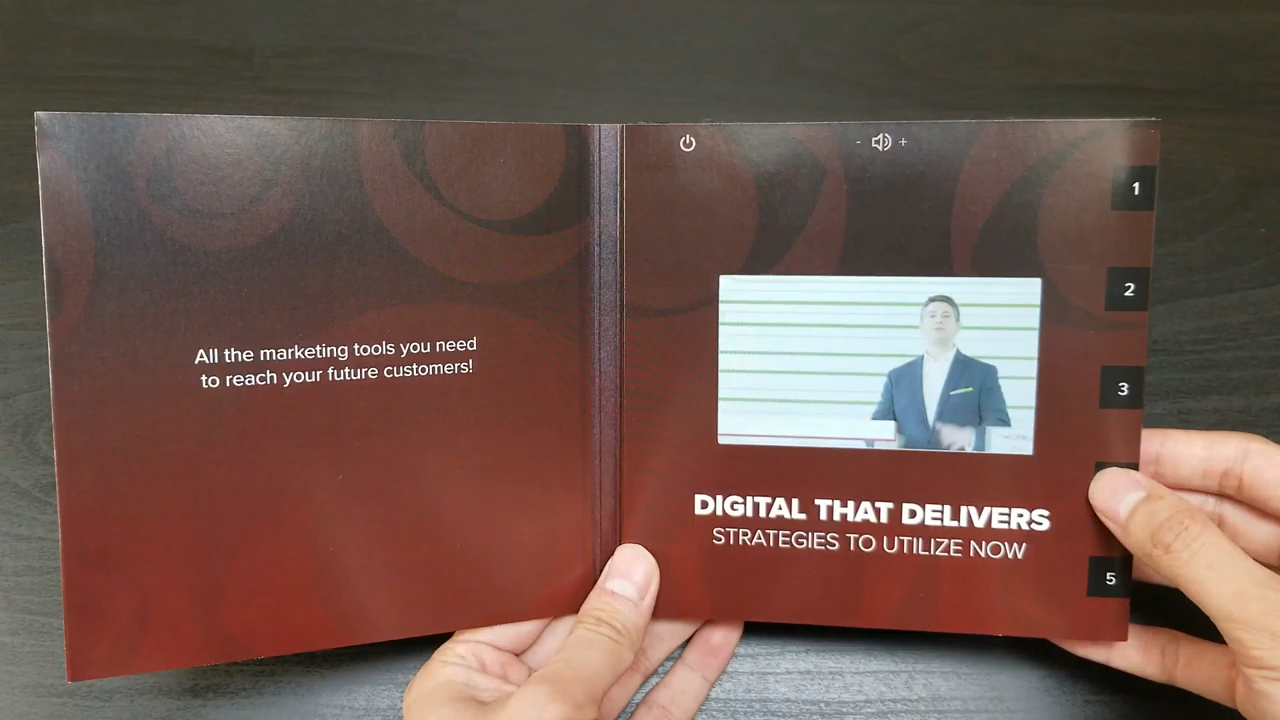 All the marketing tools you need
to reach your future customers!
- +
1
2
3
DIGITAL THAT DELIVERS
STRATEGIES TO UTILIZE NOW
5